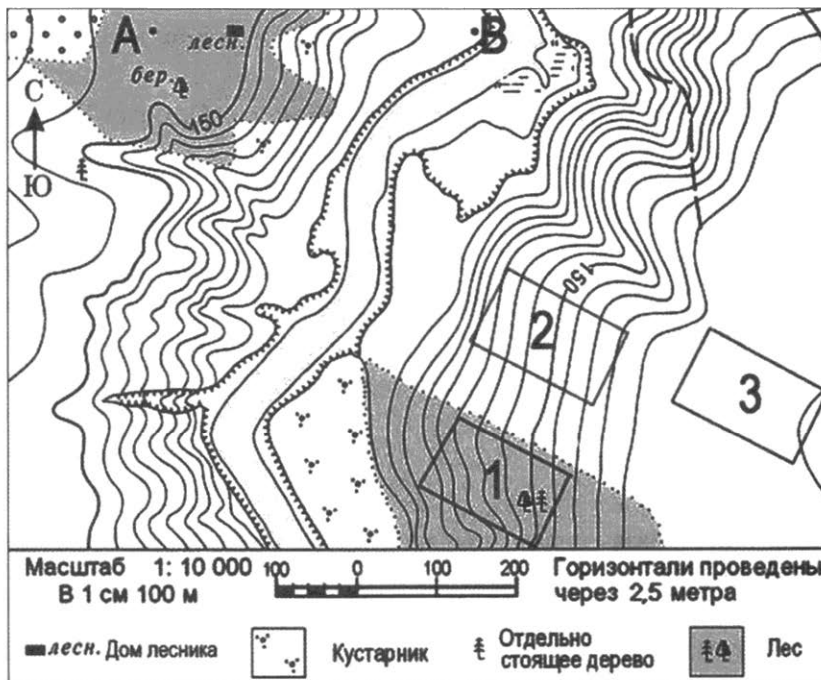 А
лесн.
В
бер.
С
150
Ю
150
2
3
1
Масштаб 1: 10 000
В 1 см 100 м
100 0 100 200
Горизонтали проведены
через 2,5 метра
лесн. Дом лесника
Кустарник
Отдельно
стоящее дерево
Лес